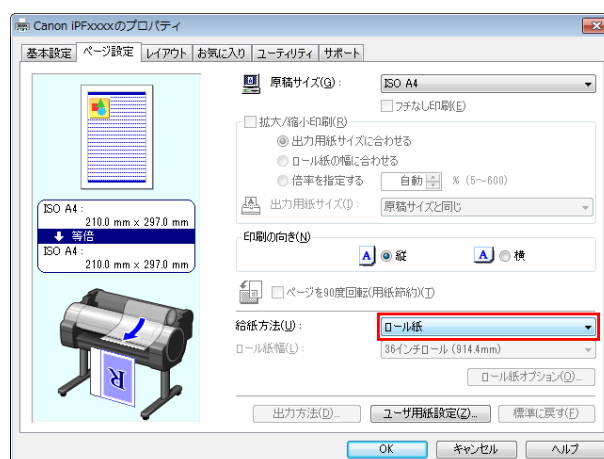 Canon iPFxxxxのプロパティ
基本設定 ページ設定 レイアウト お気に入り ユーティリティ サポート
原稿サイズ(G): ISO A4
フチなし印刷(E)
拡大/縮小印刷(R)
出力用紙サイズに合わせる
ロール紙の幅に合わせる
倍率を指定する 自動 % (5～600)
出力用紙サイズ(I): 原稿サイズと同じ
ISO A4 :
210.0 mm x 297.0 mm
等倍
ISO A4 :
210.0 mm x 297.0 mm
印刷の向き(N)
A 縦 A 横
ページを90度回転(用紙節約)(T)
給紙方法(U): ロール紙
ロール紙幅(L): 36インチロール (914.4mm)
ロール紙オプション(O)...
R
出力方法(D)... ユーザ用紙設定(Z)... 標準に戻す(F)
OK キャンセル ヘルプ